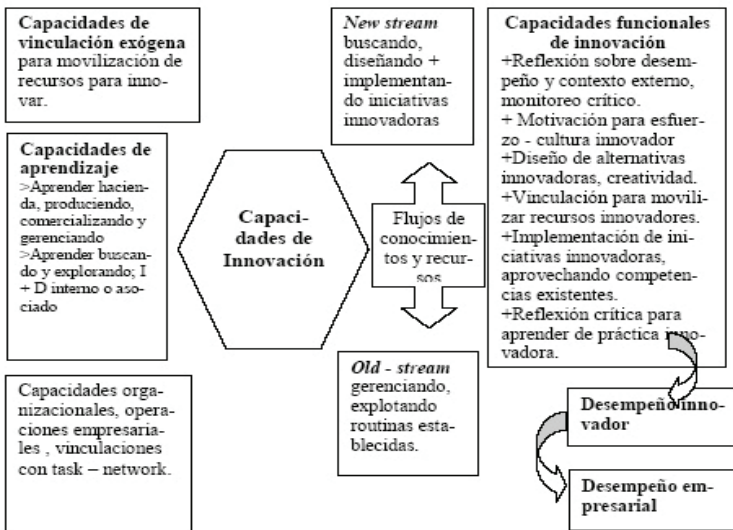 Capacidades de
vinculación exógena
para movilización de
recursos para inno-
var.
Capacidades de
aprendizaje
>Aprender hacien-
da, produciendo,
comercializando y
gerenciando
>Aprender buscan-
do y explorando; I
+ D interno o aso-
ciado
Capacidades orga-
nizacionales, opera-
ciones empresaria-
les , vinculaciones
con task – network.
Capaci-
dades de
Innovación
New stream
buscando,
diseñando +
implementan-
do iniciativas
innovadoras
Flujos de
conocimien-
tos y recur-
sos
Old - stream
gerenciando,
explotando
routinas esta-
blecidas.
Capacidades funcionales
de innovación
+Reflexión sobre desem-
peño y contexto externo,
monitoreo crítico.
+ Motivación para esfuer-
zo - cultura innovador
+Diseño de alternativas
innovadoras, creatividad.
+Vinculación para movili-
zar recursos innovadores.
+Implementación de ini-
ciativas innovadoras,
aprovechando competen-
cias existentes.
+Reflexión crítica para
aprender de práctica inno-
vadora.
Desempeño inno-
vador
Desempeño em-
presarial